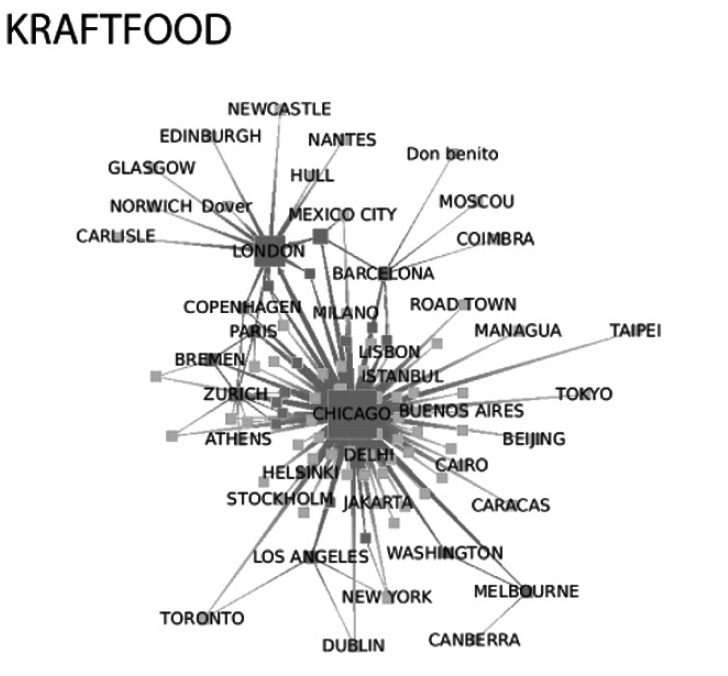 KRAFTFOOD
NEWCASTLE
EDINBURGH
NANTES
Don benito
GLASGOW
HULL
NORWICH
Dover
MEXICO CITY
MOSCOU
CARLISLE
LONDON
COIMBRA
BARCELONA
COPENHAGEN
MILANO
ROAD TOWN
PARIS
MANAGUA
TAIPEI
BREMEN
LISBON
ISTANBUL
ZURICH
TOKYO
CHICAGO
BUENOS AIRES
ATHENS
BEIJING
DELHI
HELSINKI
CAIRO
STOCKHOLM
JAKARTA
CARACAS
LOS ANGELES
WASHINGTON
NEW YORK
MELBOURNE
TORONTO
DUBLIN
CANBERRA